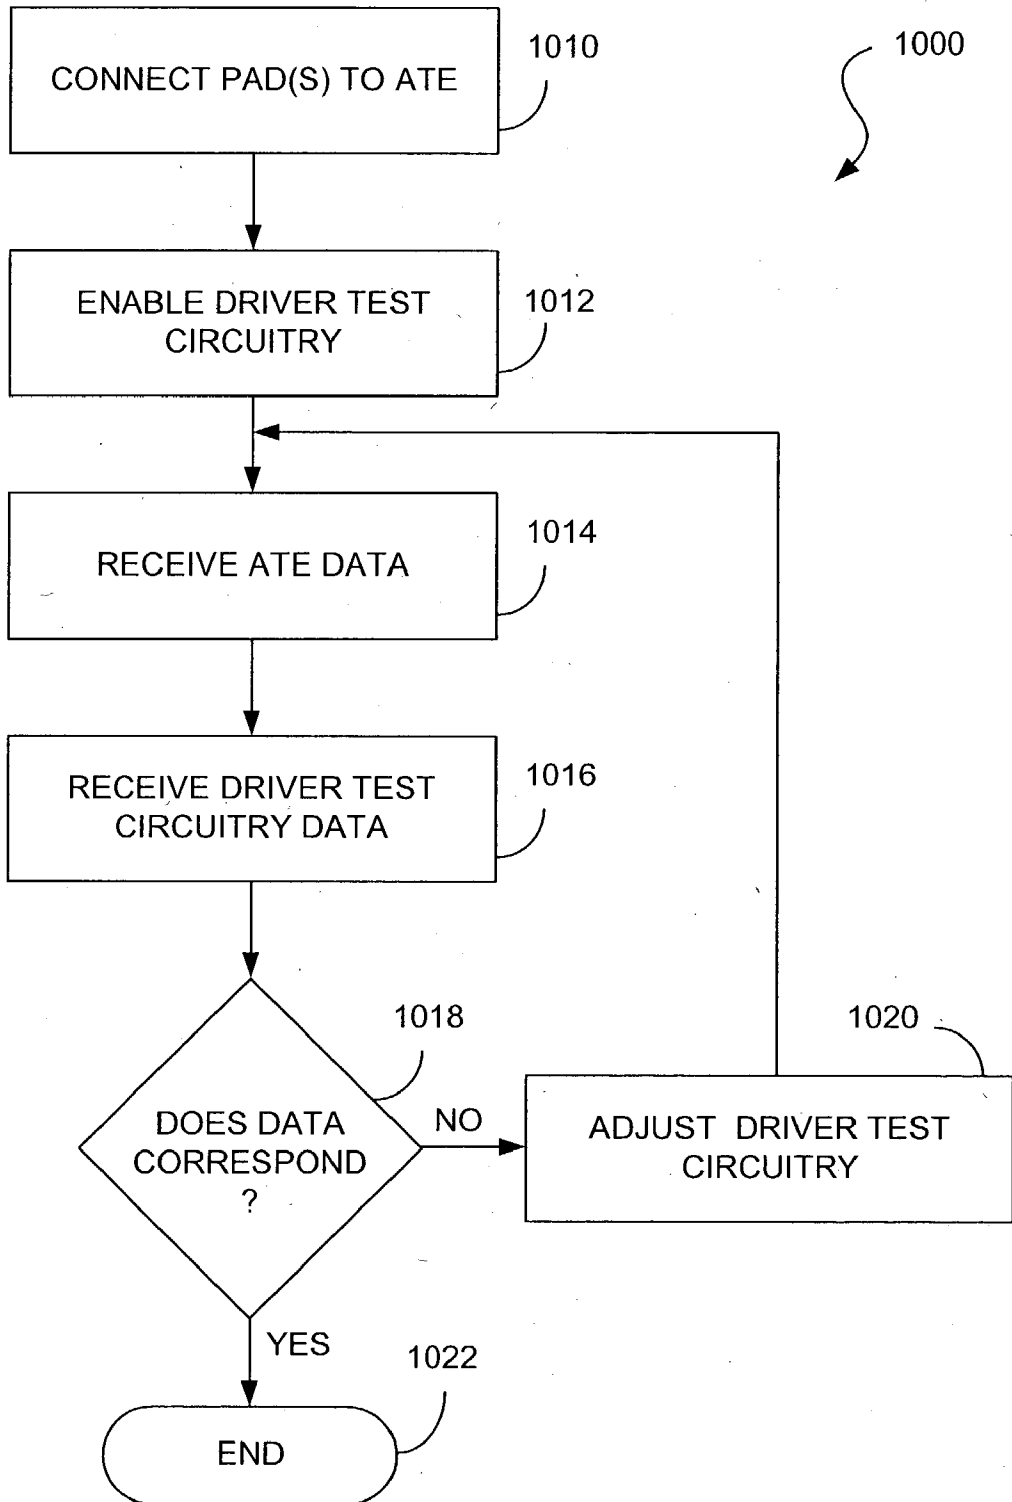 1010
1000
CONNECT PAD(S) TO ATE
ENABLE DRIVER TEST
CIRCUITRY
1012
RECEIVE ATE DATA
1014
RECEIVE DRIVER TEST
CIRCUITRY DATA
1016
1018
1020
DOES DATA
CORRESPOND
?
NO
ADJUST DRIVER TEST
CIRCUITRY
YES
1022
END